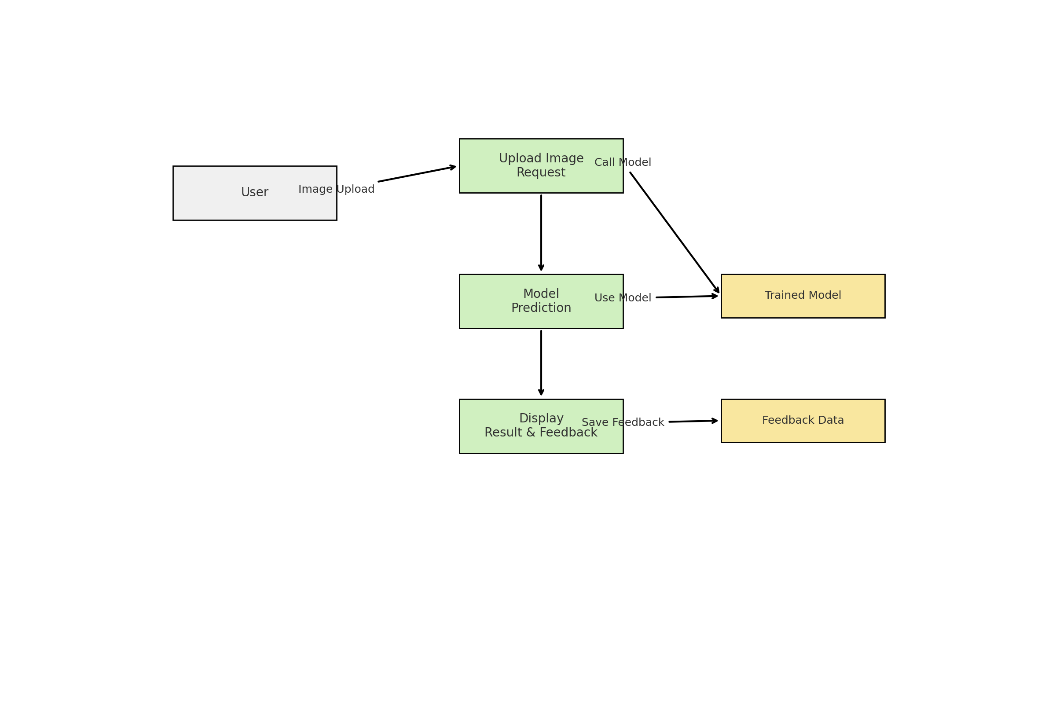 Upload Image
Request
Call Model
User
Image Upload
Model
Prediction
Use Model
Trained Model
Display
Result & Feedback
Save Feedback
Feedback Data